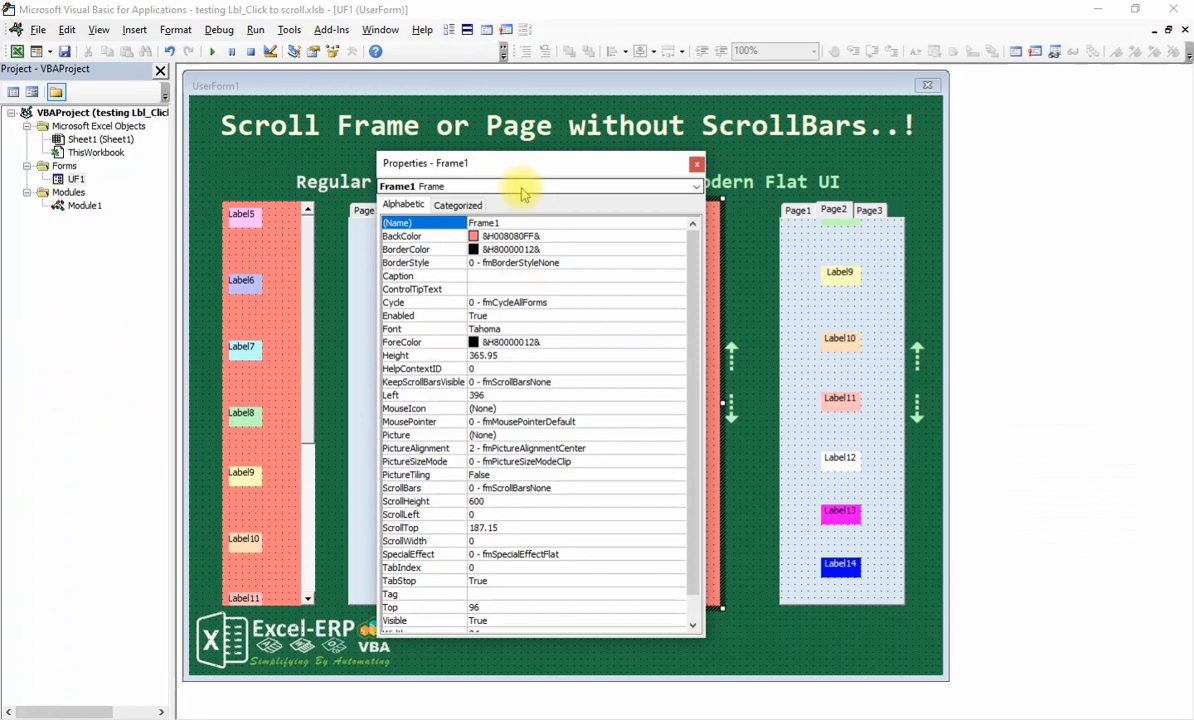 Microsoft Visual Basic for Applications - testing Lbl_Click to scroll.xlsb - [UF1 (UserForm)]
File Edit View Insert Format Debug Run Tools Add-Ins Window Help
100%
Project - VBAProject
VBAProject (testing Lbl_Click
Microsoft Excel Objects
Sheet1 (Sheet1)
ThisWorkbook
Forms
UF1
Modules
Module1
UserForm1
Scroll Frame or Page without ScrollBars..!
Regular
odern Flat UI
Label5
Label6
Label7
Label8
Label9
Label10
Label11
Page
Properties - Frame1
Frame1 Frame
Alphabetic Categorized
(Name) Frame1
BackColor &H008080FF&
BorderColor &H80000012&
BorderStyle 0 - fmBorderStyleNone
Caption
ControlTipText
Cycle 0 - fmCycleAllForms
Enabled True
Font Tahoma
ForeColor &H80000012&
Height 365.95
HelpContextID 0
KeepScrollBarsVisible 0 - fmScrollBarsNone
Left 396
MouseIcon (None)
MousePointer 0 - fmMousePointerDefault
Picture (None)
PictureAlignment 2 - fmPictureAlignmentCenter
PictureSizeMode 0 - fmPictureSizeModeClip
PictureTiling False
ScrollBars 0 - fmScrollBarsNone
ScrollHeight 600
ScrollLeft 0
ScrollTop 187.15
ScrollWidth 0
SpecialEffect 0 - fmSpecialEffectFlat
TabIndex 0
TabStop True
Tag
Top 96
Visible True
Page1 Page2 Page3
Label9
Label10
Label11
Label12
Label13
Label14
Excel-ERP
VBA
Simplifying By Automating